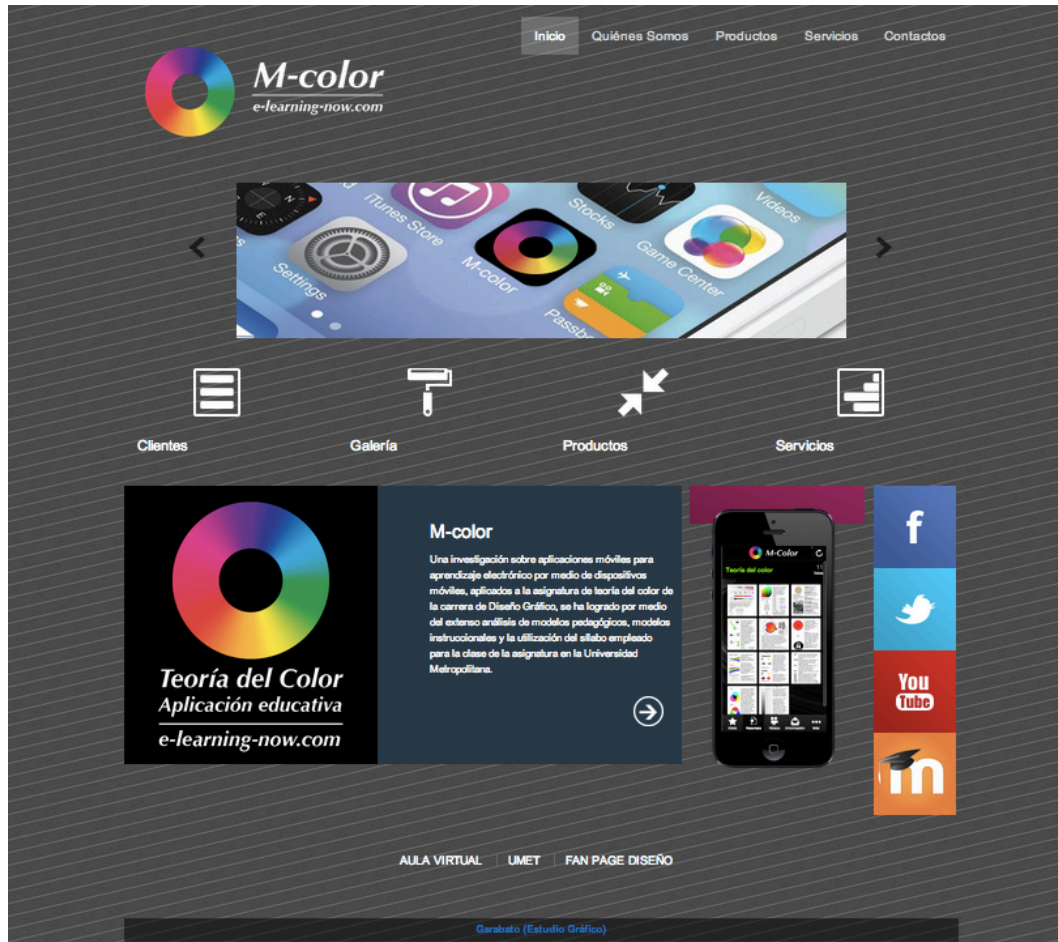 Inicio Quiénes Somos Productos Servicios Contactos
M-color
e-learning-now.com
iTunes Store
Stocks
Videos
Settings
M-color
Game Center
Passb
Clientes Galería Productos Servicios
Teoría del Color
Aplicación educativa
e-learning-now.com
M-color
Una investigación sobre aplicaciones móviles para
aprendizaje electrónico por medio de dispositivos
móviles, aplicados a la asignatura de teoría del color de
la carrera de Diseño Gráfico, se ha logrado por medio
del extenso análisis de modelos pedagógicos, modelos
instruccionales y la utilización del sílabo empleado
para la clase de la asignatura en la Universidad
Metropolitana.
M-Color
Teoría del color
f
You
Tube
m
AULA VIRTUAL UMET FAN PAGE DISEÑO
Garabato (Estudio Gráfico)